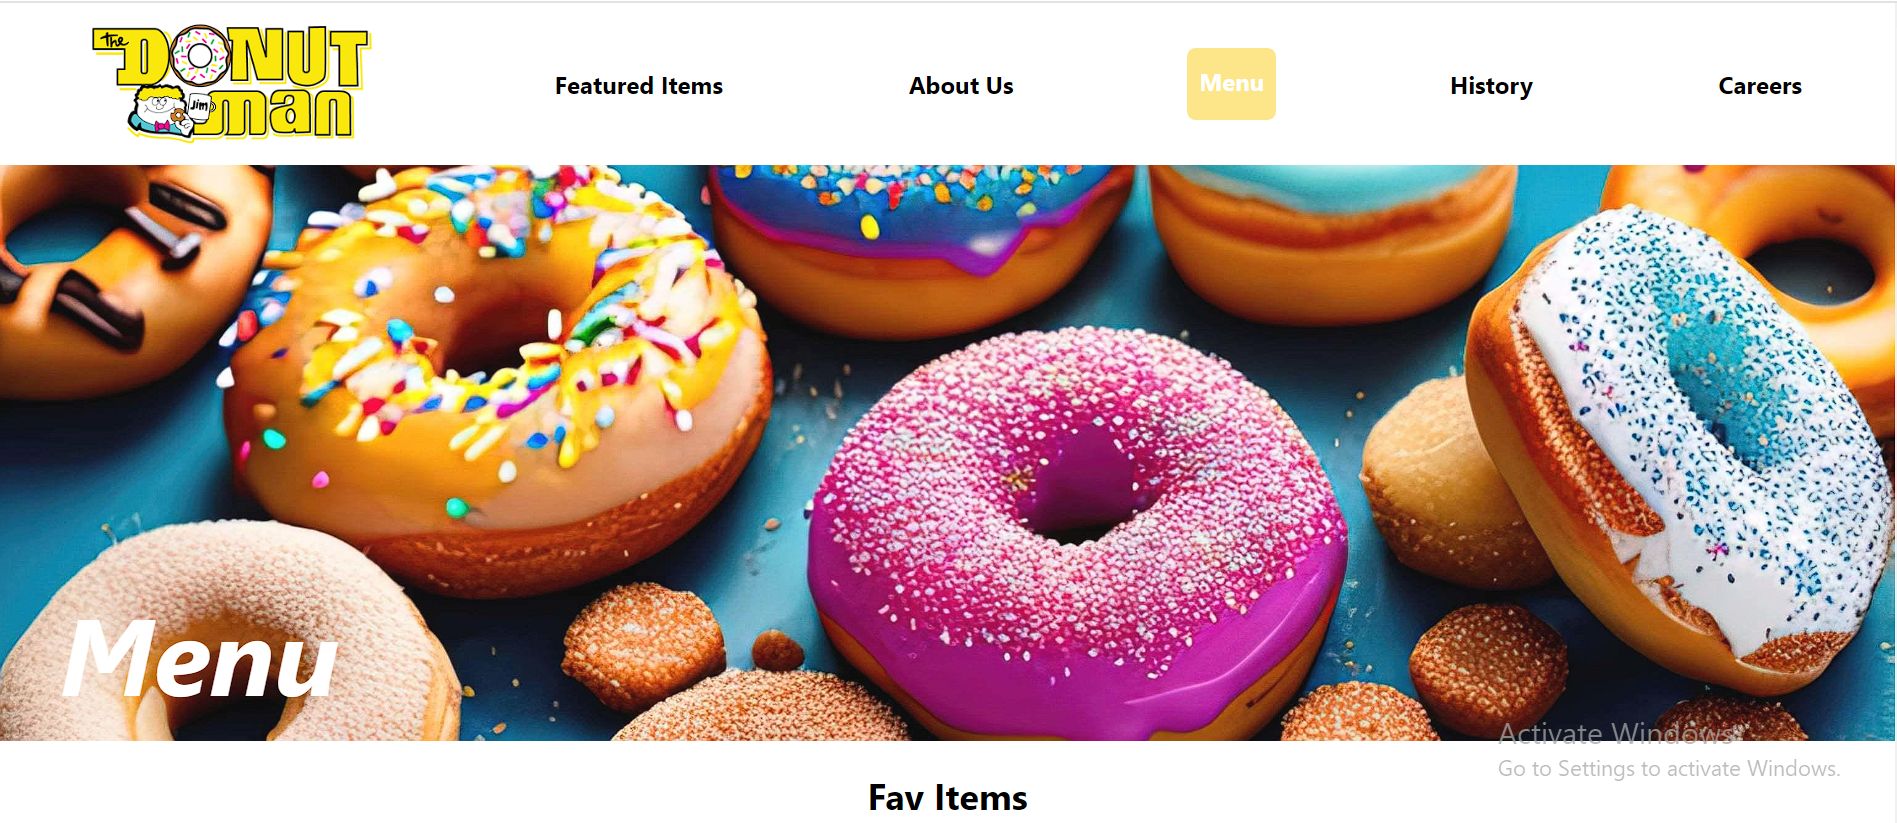 the DONUT
man
Jim
Featured Items
About Us
Menu
History
Careers
Menu
Activate Windows
Go to Settings to activate Windows.
Fav Items